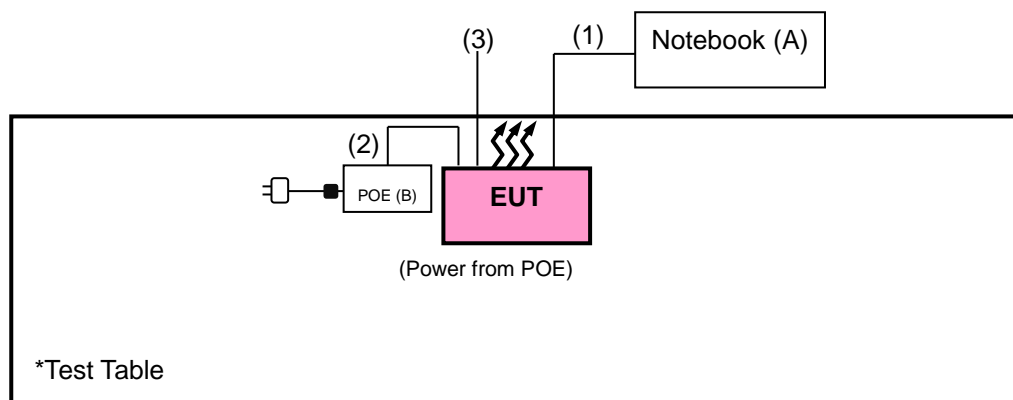 (3)
(1)
Notebook (A)
(2)
POE (B)
EUT
(Power from POE)
*Test Table